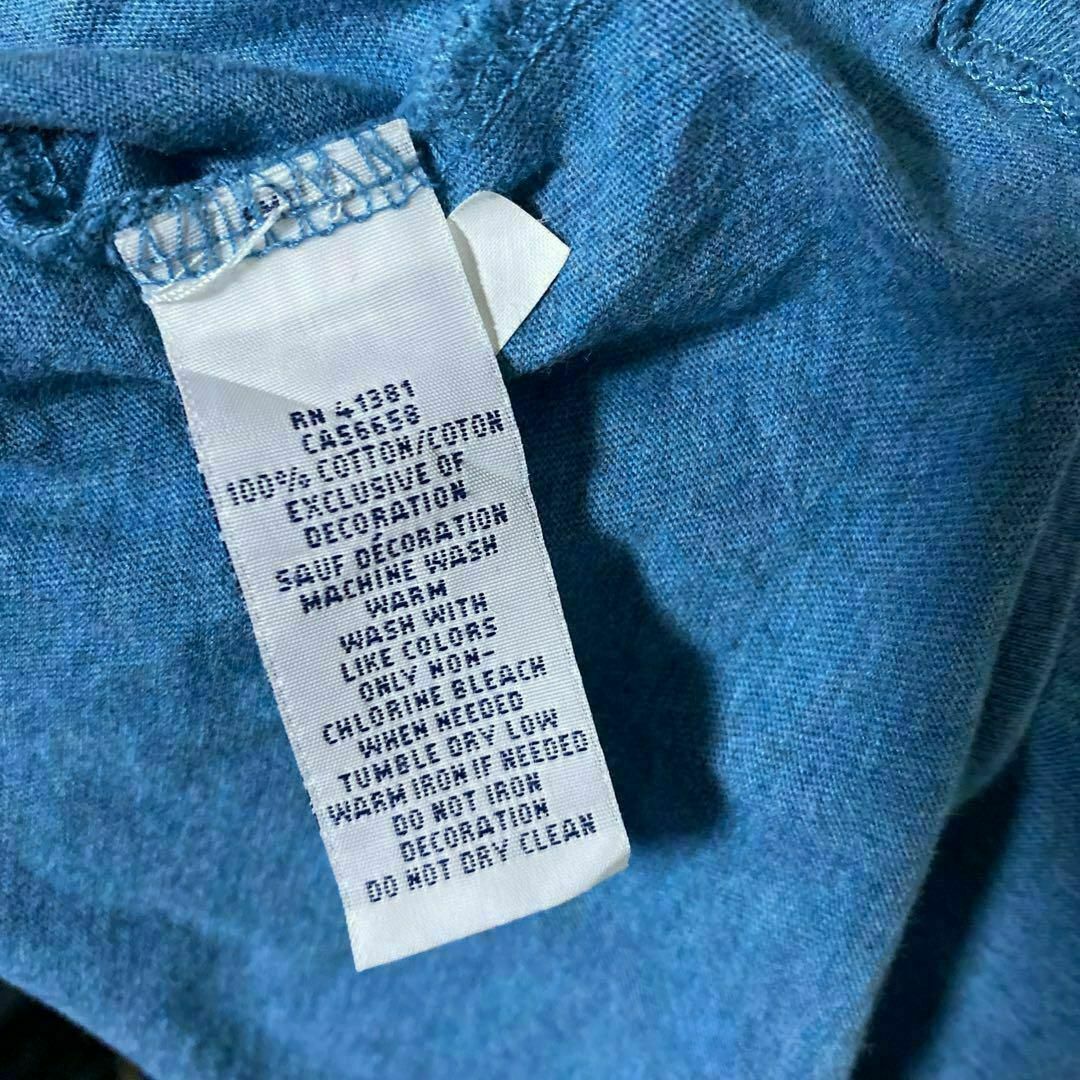 RN 41381
CA56658
100% COTTON/COTON
EXCLUSIVE OF
DECORATION
SAUF DECORATION
MACHINE WASH
WARM
WASH WITH
LIKE COLORS
ONLY NON-
CHLORINE BLEACH
WHEN NEEDED
TUMBLE DRY LOW
WARM IRON IF NEEDED
DO NOT IRON
DECORATION
DO NOT DRY CLEAN